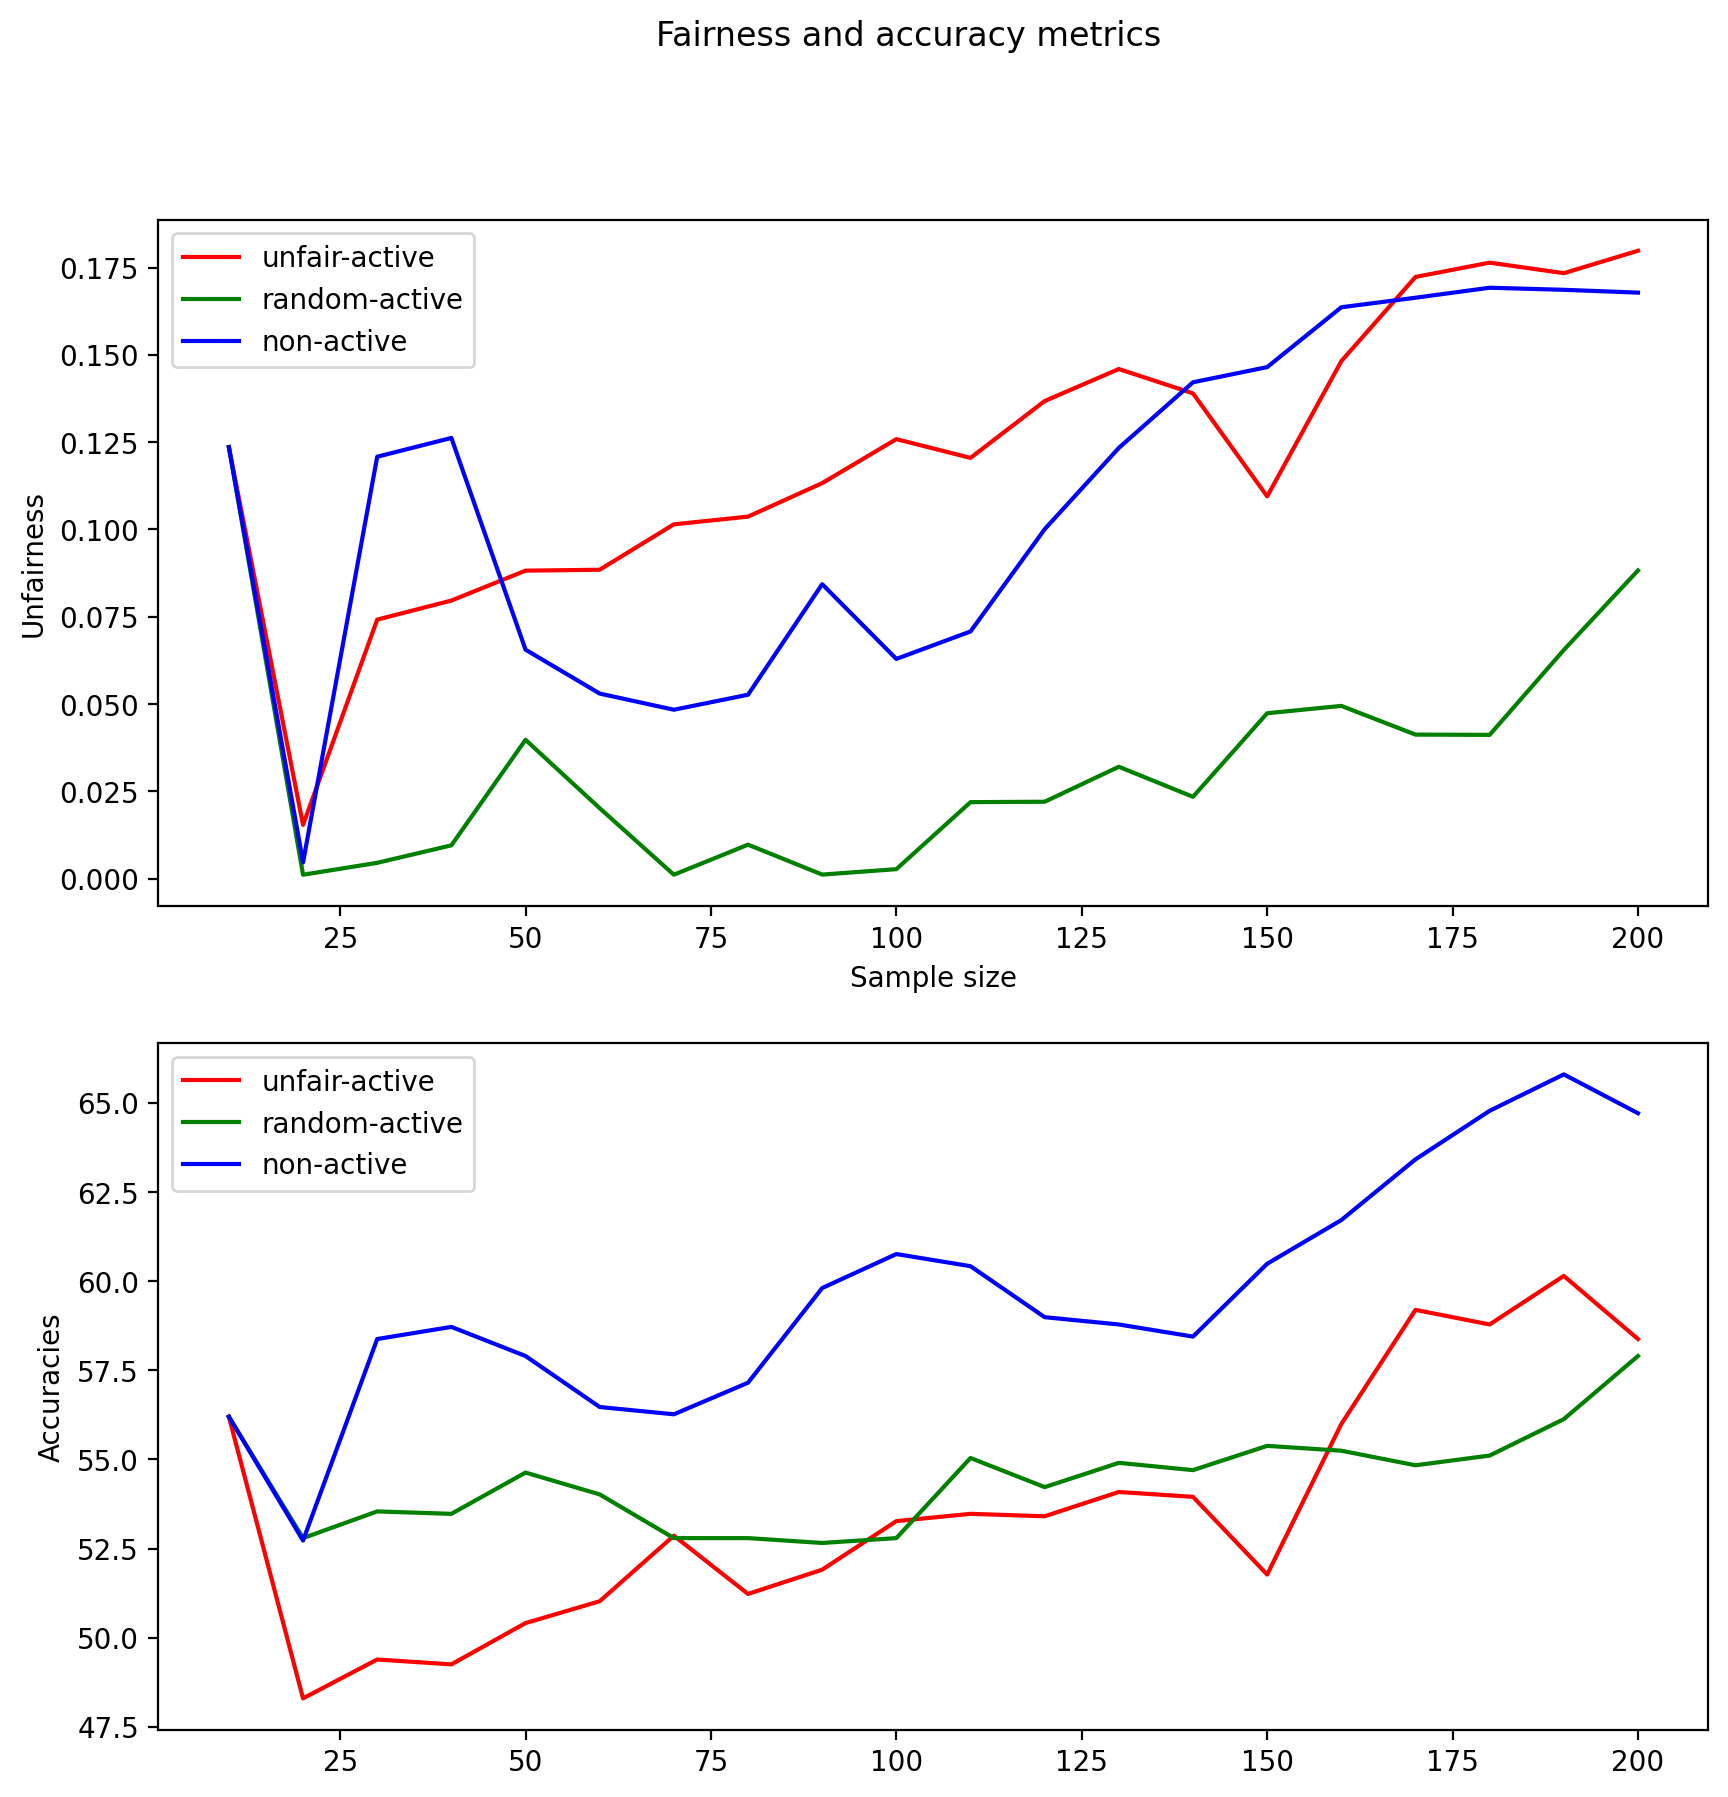 Fairness and accuracy metrics
unfair-active
random-active
non-active
0.175
0.150
0.125
0.100
0.075
0.050
0.025
0.000
Unfairness
25 50 75 100 125 150 175 200
Sample size
unfair-active
random-active
non-active
65.0
62.5
60.0
57.5
55.0
52.5
50.0
47.5
Accuracies
25 50 75 100 125 150 175 200